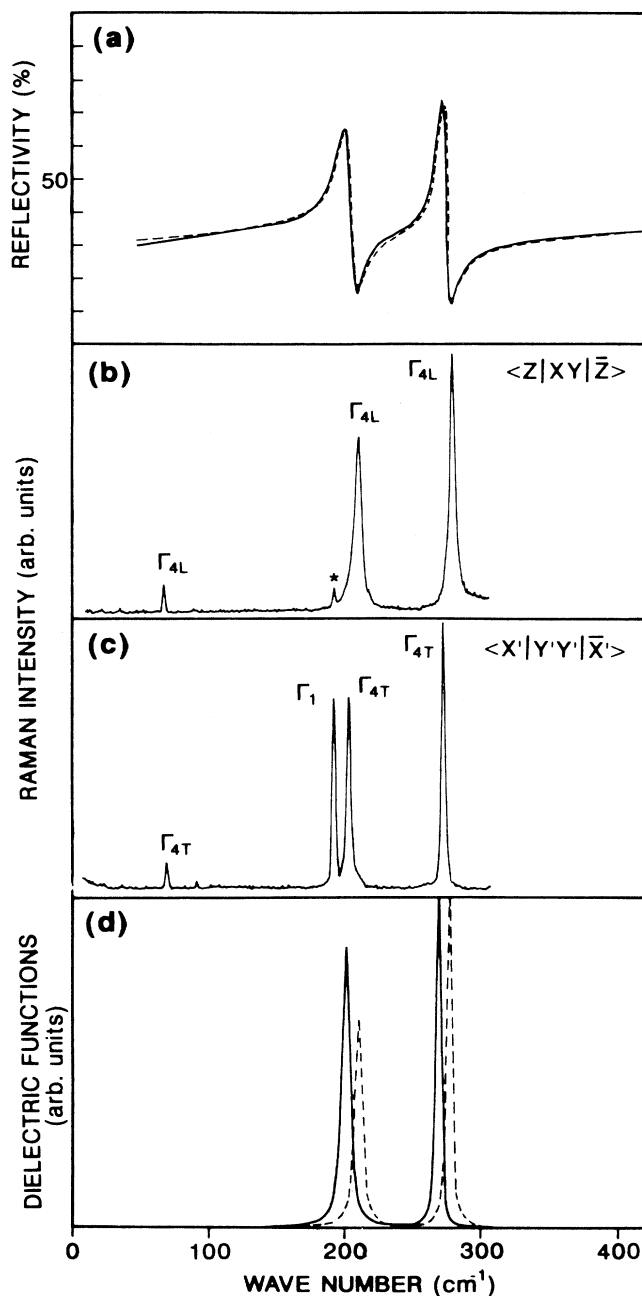 (a)
REFLECTIVITY (%)
50
(b)
Γ4L
<Z|XY|Z̅>
Γ4L
Γ4L
*
RAMAN INTENSITY (arb. units)
(c)
Γ4T
<X'|Y'Y'|X̅'>
Γ1
Γ4T
Γ4T
(d)
DIELECTRIC FUNCTIONS
(arb. units)
0 100 200 300 400
WAVE NUMBER (cm⁻¹)